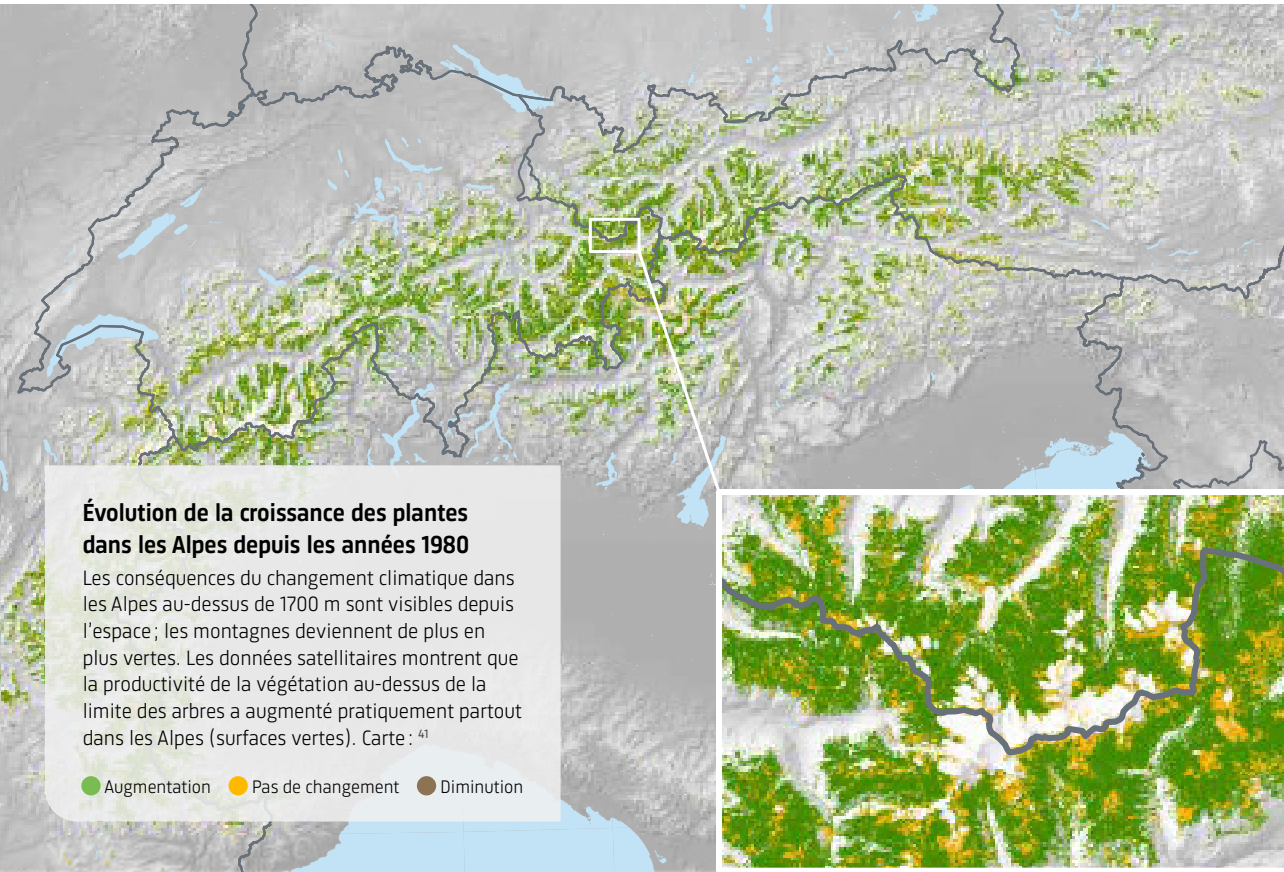 Évolution de la croissance des plantes
dans les Alpes depuis les années 1980
Les conséquences du changement climatique dans
les Alpes au-dessus de 1700 m sont visibles depuis
l'espace ; les montagnes deviennent de plus en
plus vertes. Les données satellitaires montrent que
la productivité de la végétation au-dessus de la
limite des arbres a augmenté pratiquement partout
dans les Alpes (surfaces vertes). Carte : 41
Augmentation Pas de changement Diminution